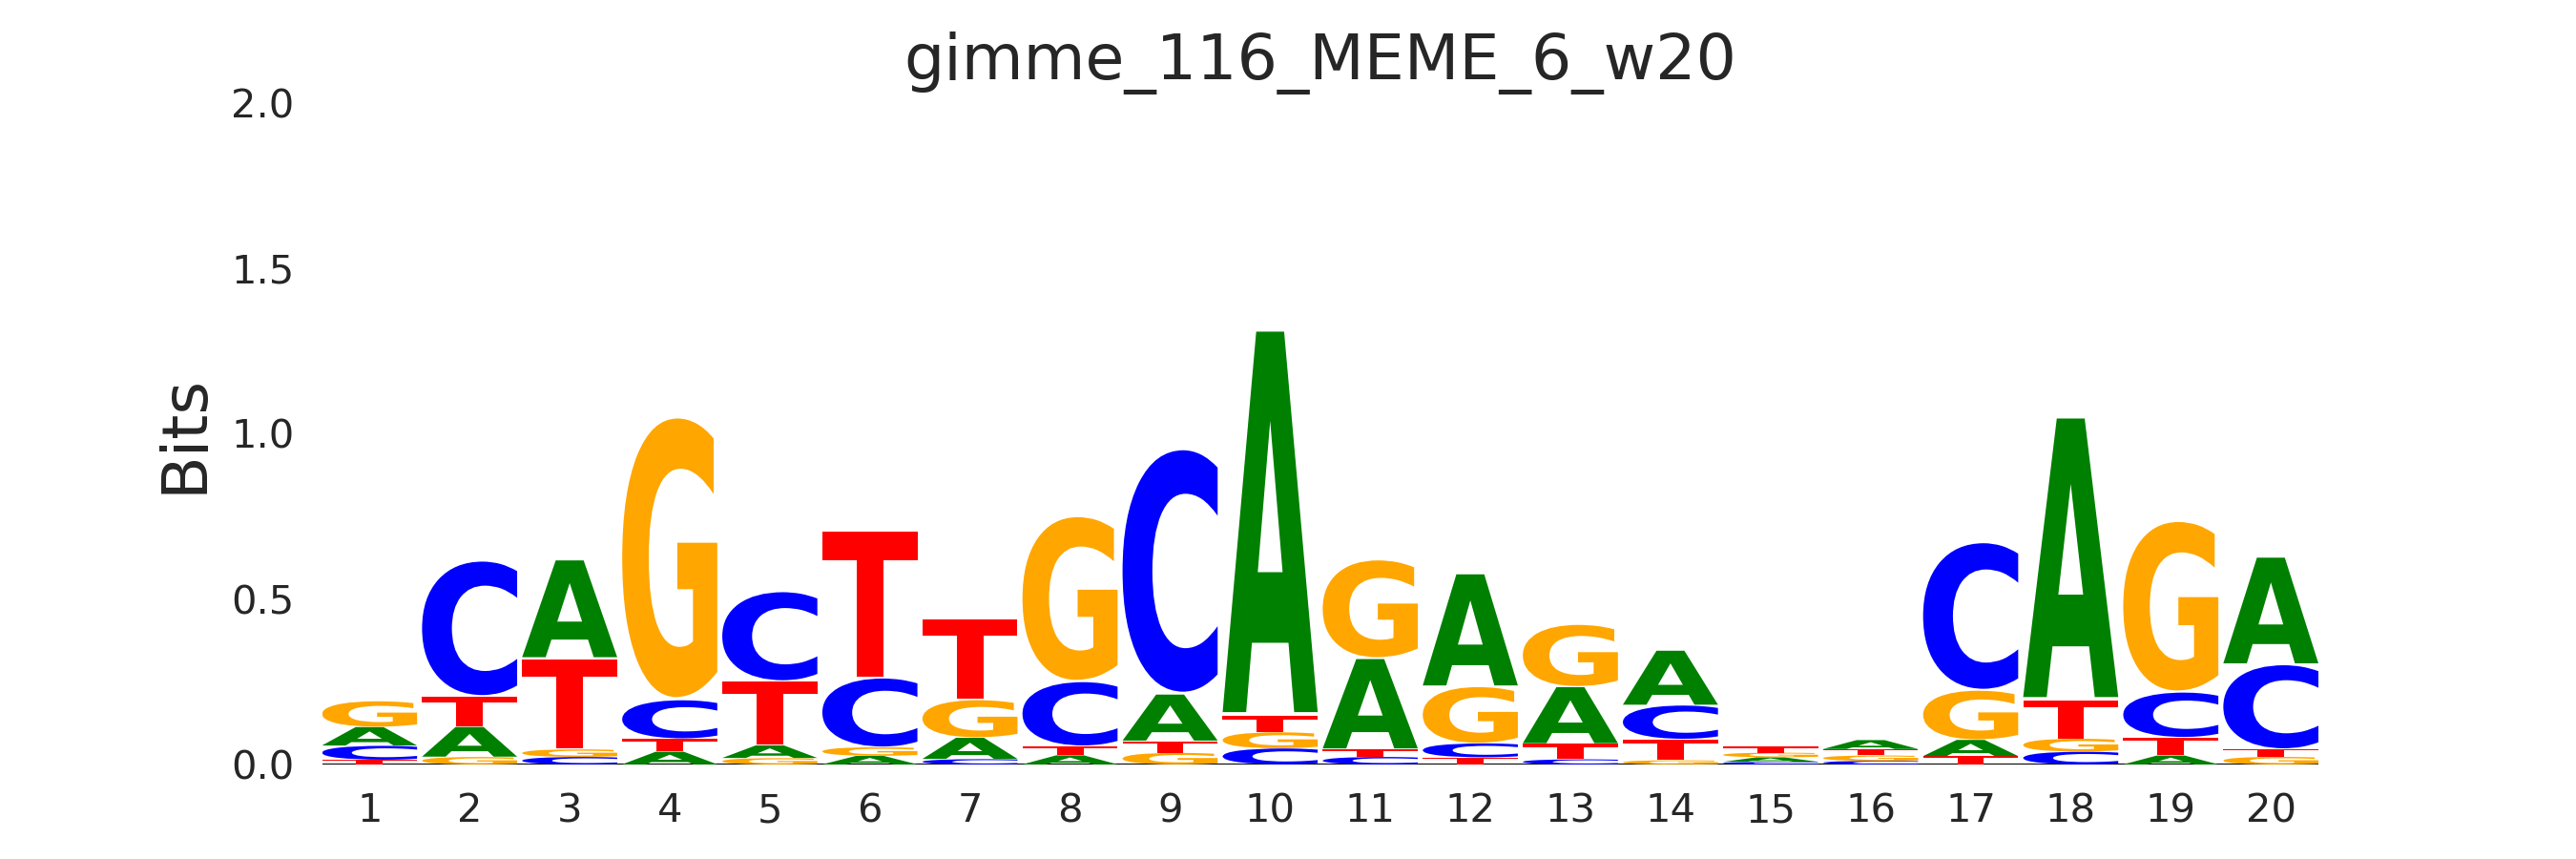 gimme_116_MEME_6_w20
2.0
1.5
1.0
0.5
0.0
Bits
G C A G C T T G C A G A G A T A C A G A
A T T C T C G C A T A G A C T T G T C C
C A G T A G A T T G T C T T G G A G T T
T G C A G A C A G C C T C G A C T C A G
1 2 3 4 5 6 7 8 9 10 11 12 13 14 15 16 17 18 19 20